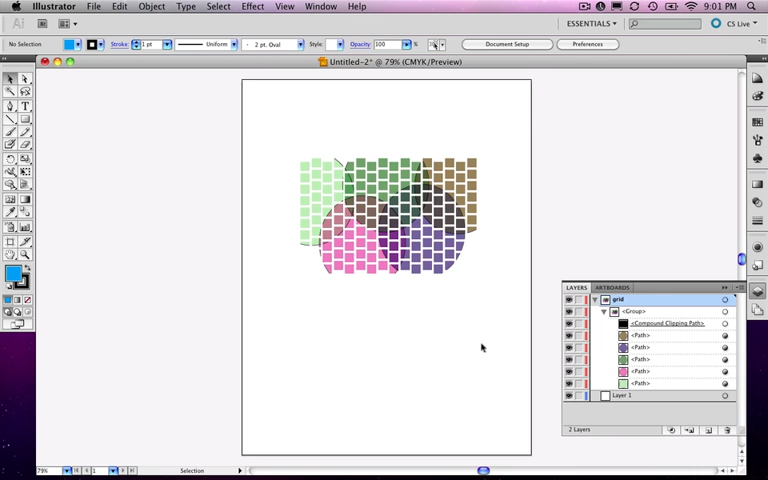 Illustrator File Edit Object Type Select Effect View Window Help 9:01 PM
Ai Br ESSENTIALS CS Live
No Selection Stroke: 1 pt Uniform 2 pt. Oval Style: Opacity: 100 % Document Setup Preferences
Untitled-2* @ 79% (CMYK/Preview)
LAYERS ARTBOARDS
grid
<Group>
<Compound Clipping Path>
<Path>
<Path>
<Path>
<Path>
<Path>
Layer 1
2 Layers
79% 1 Selection